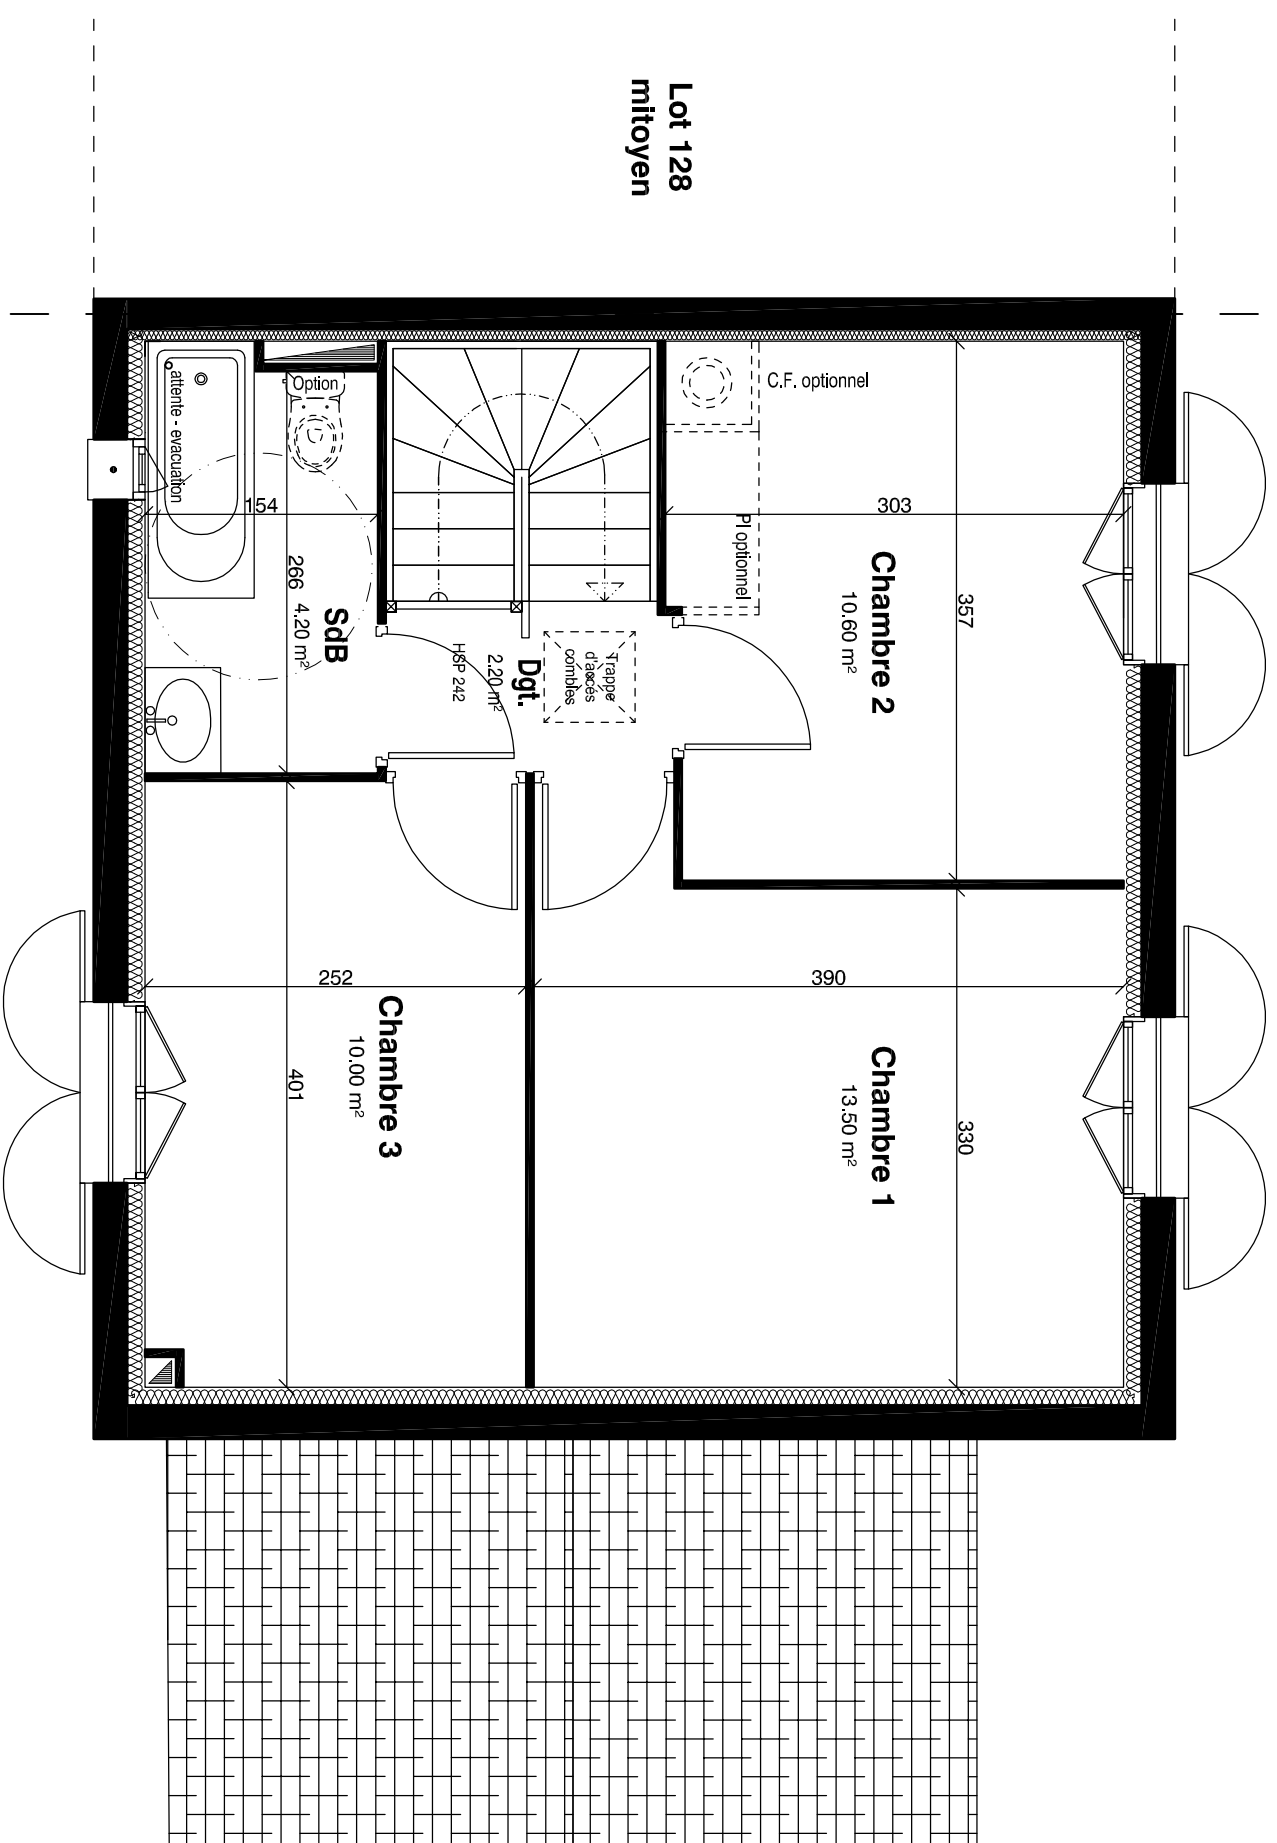 Lot 128
mitoyen
C.F. optionnel
Option
attente - evacuation
154
303
Pl optionnel
Chambre 2
10.60 m²
357
266
SdB
4.20 m²
Trappe
d'accés
combles
Dgt.
2.20 m²
HSP 242
252
390
Chambre 3
10.00 m²
401
Chambre 1
13.50 m²
330